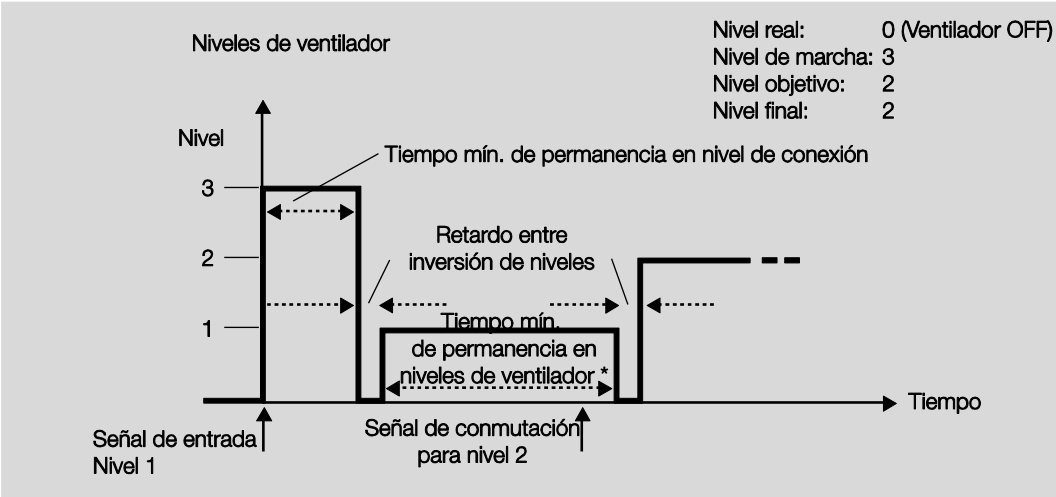 Niveles de ventilador
Nivel real: 0 (Ventilador OFF)
Nivel de marcha: 3
Nivel objetivo: 2
Nivel final: 2
Nivel
Tiempo mín. de permanencia en nivel de conexión
3
Retardo entre
inversión de niveles
2
1
Tiempo mín.
de permanencia en
niveles de ventilador *
Tiempo
Señal de entrada
Nivel 1
Señal de conmutación
para nivel 2